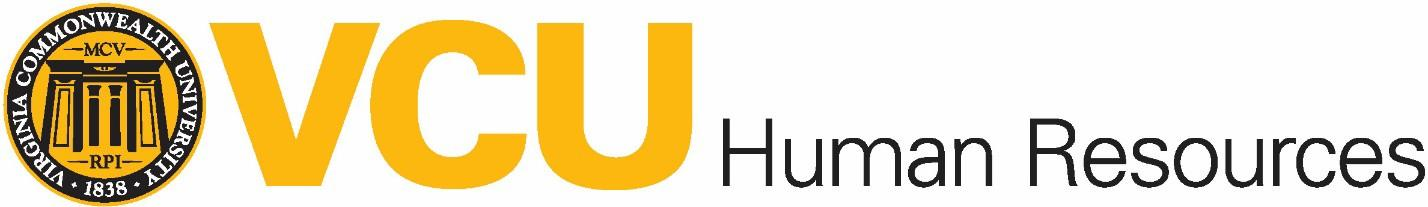 VIRGINIA COMMONWEALTH UNIVERSITY
MCV
RPI
· 1838 ·
VCU Human Resources